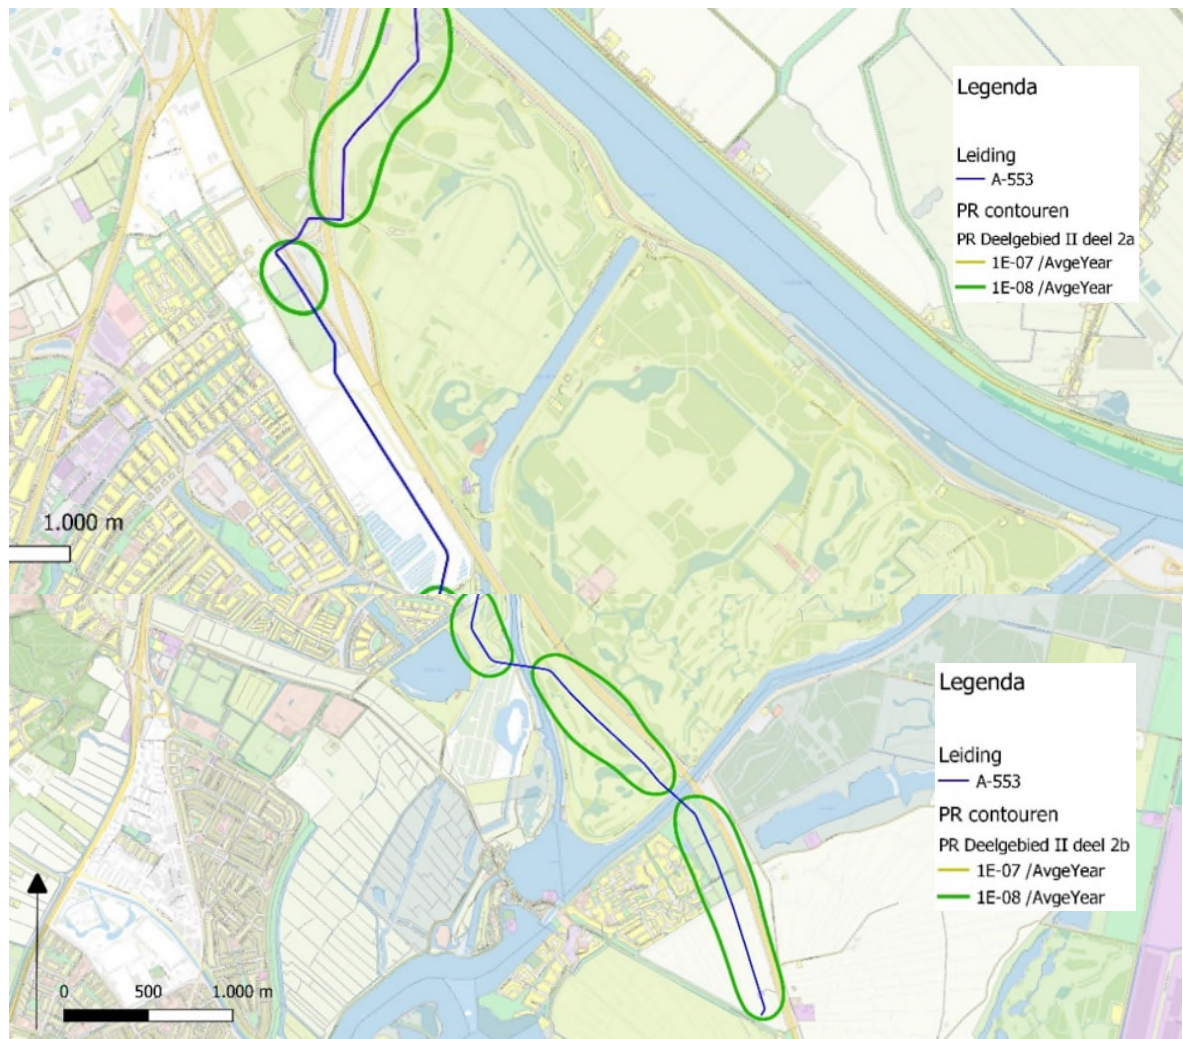 Legenda
Leiding
A-553
PR contouren
PR Deelgebied II deel 2a
1E-07 /AvgeYear
1E-08 /AvgeYear
1.000 m
Legenda
Leiding
A-553
PR contouren
PR Deelgebied II deel 2b
1E-07 /AvgeYear
1E-08 /AvgeYear
0 500 1.000 m